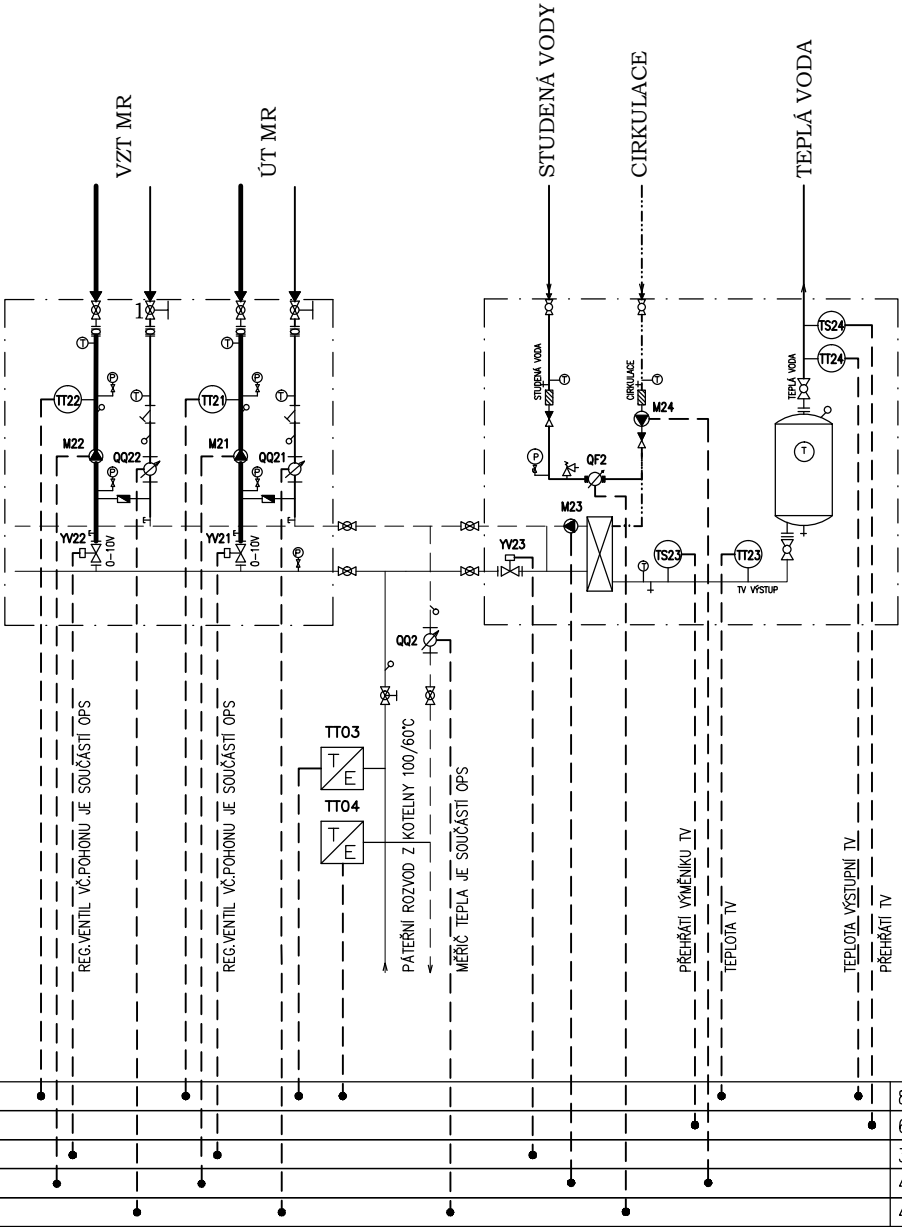 VZT MR
ÚT MR
STUDENÁ VODY
CIRKULACE
TEPLÁ VODA
1
T
T
TT22
P
T
TT21
P
T
M22
QQ22
P
M21
QQ21
P
YV22
0-10V
YV21
0-10V
P
STUDENÁ VODA
T
CIRKULACE
T
M24
P
QF2
TEPLÁ VODA
TS24
TT24
T
M23
YV23
T
TS23
TT23
TV VÝSTUP
QQ2
REG.VENTIL VČ.POHONU JE SOUČÁSTÍ OPS
REG.VENTIL VČ.POHONU JE SOUČÁSTÍ OPS
TT03
T
E
TT04
T
E
PÁTEŘNÍ ROZVOD Z KOTELNY 100/60°C
MĚŘIČ TEPLA JE SOUČÁSTÍ OPS
PŘEHŘÁTÍ VÝMĚNÍKU TV
TEPLOTA TV
TEPLOTA VÝSTUPNÍ TV
PŘEHŘÁTÍ TV